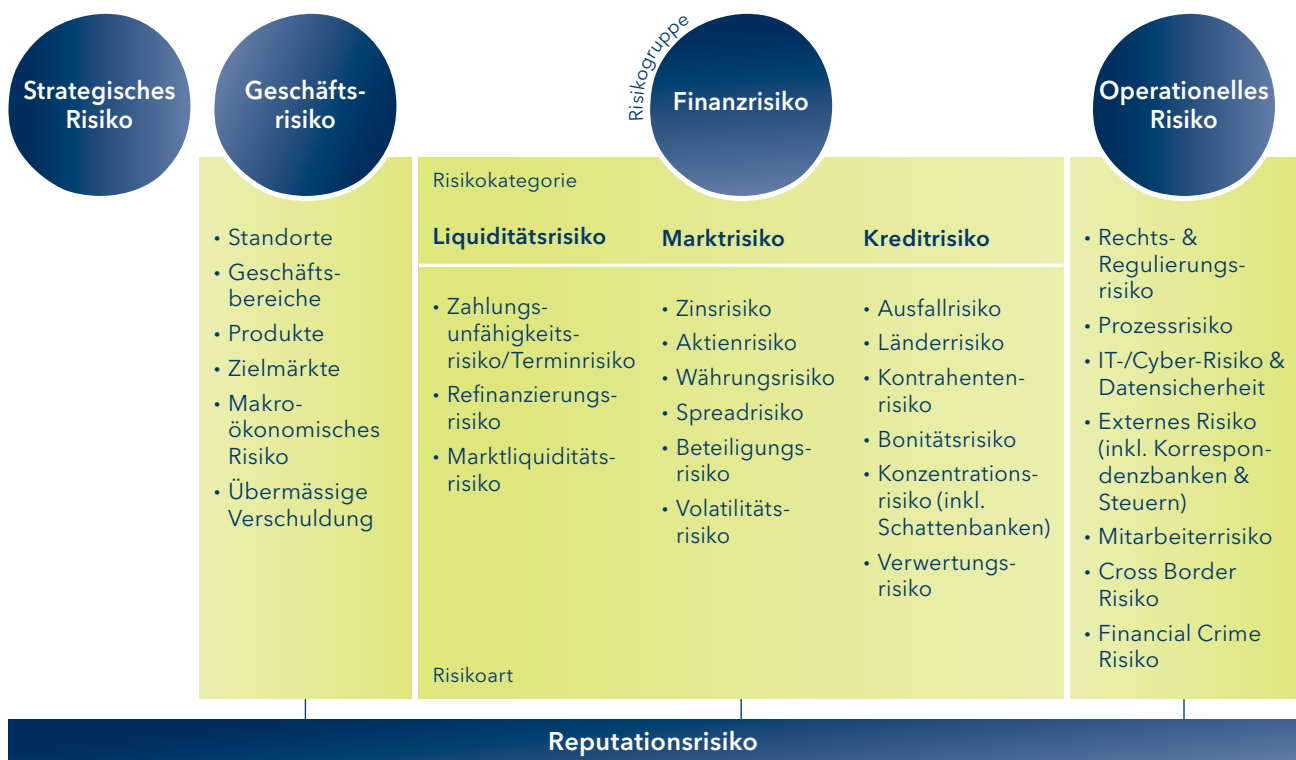 Strategisches
Risiko
Geschäfts-
risiko
Risikogruppe
Finanzrisiko
Operationelles
Risiko
• Standorte
• Geschäfts-
bereiche
• Produkte
• Zielmärkte
• Makro-
ökonomisches
Risiko
• Übermässige
Verschuldung
Risikokategorie
Liquiditätsrisiko
• Zahlungs-
unfähigkeits-
risiko/Terminrisiko
• Refinanzierungs-
risiko
• Marktliquiditäts-
risiko
Marktrisiko
• Zinsrisiko
• Aktienrisiko
• Währungsrisiko
• Spreadrisiko
• Beteiligungs-
risiko
• Volatilitäts-
risiko
Kreditrisiko
• Ausfallrisiko
• Länderrisiko
• Kontrahenten-
risiko
• Bonitätsrisiko
• Konzentrations-
risiko (inkl.
Schattenbanken)
• Verwertungs-
risiko
Risikoart
• Rechts- &
Regulierungs-
risiko
• Prozessrisiko
• IT-/Cyber-Risiko &
Datensicherheit
• Externes Risiko
(inkl. Korrespon-
denzbanken &
Steuern)
• Mitarbeiterrisiko
• Cross Border
Risiko
• Financial Crime
Risiko
Reputationsrisiko